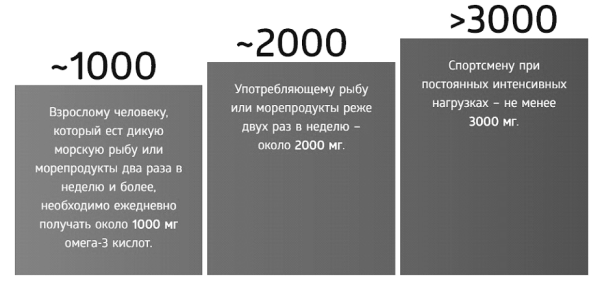 ~1000
Взрослому человеку,
который ест дикую
морскую рыбу или
морепродукты два раза в
неделю и более,
необходимо ежедневно
получать около 1000 мг
омега-3 кислот.
~2000
Употребляющему рыбу
или морепродукты реже
двух раз в неделю –
около 2000 мг.
>3000
Спортсмену при
постоянных интенсивных
нагрузках – не менее
3000 мг.